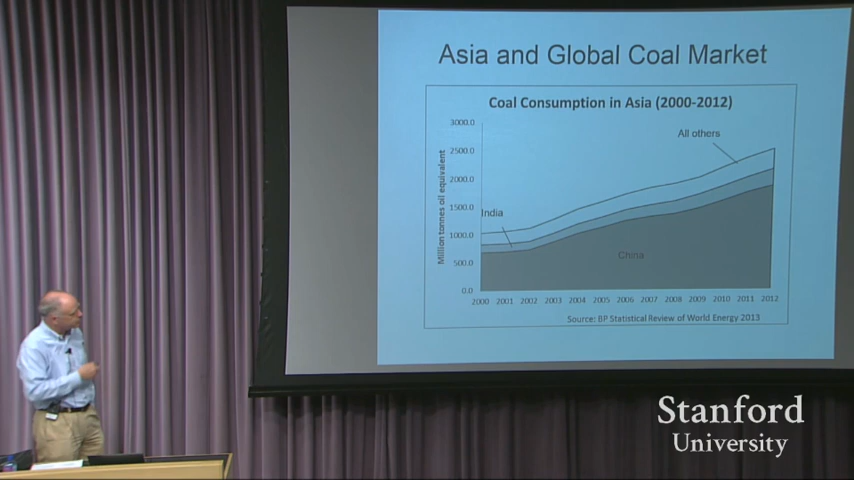 Asia and Global Coal Market
Coal Consumption in Asia (2000-2012)
Million tonnes oil equivalent
3000.0
2500.0
2000.0
1500.0
1000.0
500.0
0.0
All others
India
China
2000 2001 2002 2003 2004 2005 2006 2007 2008 2009 2010 2011 2012
Source: BP Statistical Review of World Energy 2013
Stanford
University